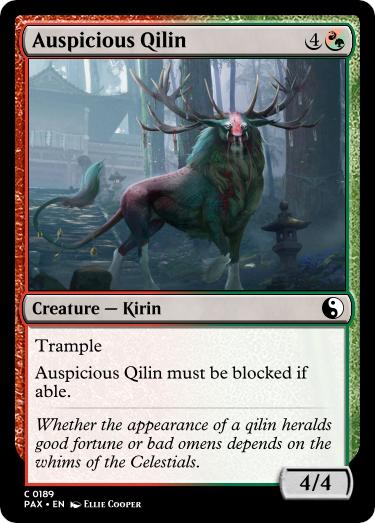 Auspicious Qilin 4
Creature — Kirin
Trample
Auspicious Qilin must be blocked if
able.
Whether the appearance of a qilin heralds
good fortune or bad omens depends on the
whims of the Celestials.
4/4
C 0189
PAX • EN Ellie Cooper